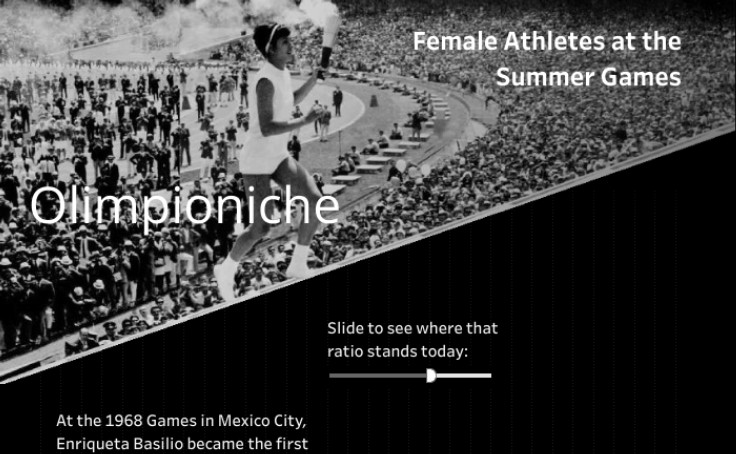 Female Athletes at the
Summer Games
Olimpioniche
Slide to see where that
ratio stands today:
At the 1968 Games in Mexico City,
Enriqueta Basilio became the first